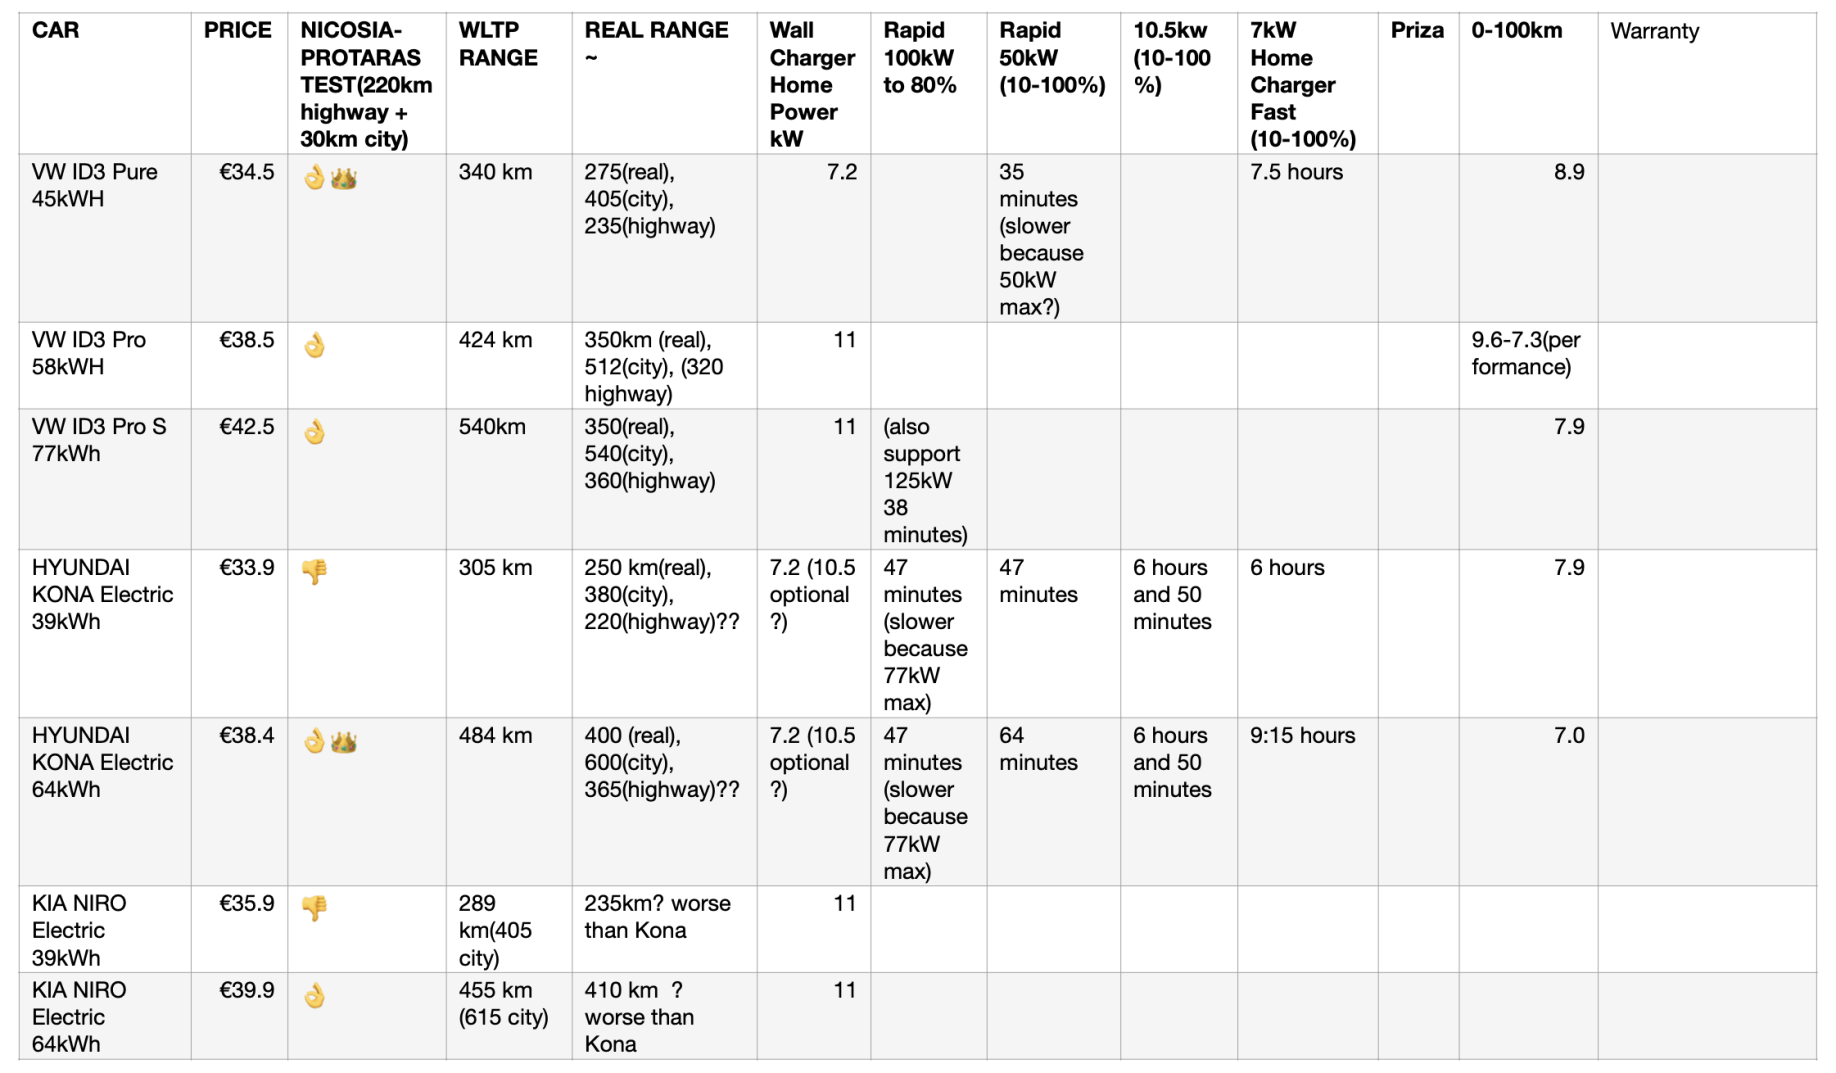 CAR
PRICE
NICOSIA-
PROTARAS
TEST(220km
highway +
30km city)
WLTP
RANGE
REAL RANGE
~
Wall
Charger
Home
Power
kW
Rapid
100kW
to 80%
Rapid
50kW
(10-100%)
10.5kw
(10-100
%)
7kW
Home
Charger
Fast
(10-100%)
Priza
0-100km
Warranty
VW ID3 Pure
45kWH
€34.5
👌👑
340 km
275(real),
405(city),
235(highway)
7.2
35
minutes
(slower
because
50kW
max?)
7.5 hours
8.9
VW ID3 Pro
58kWH
€38.5
👌
424 km
350km (real),
512(city), (320
highway)
11
9.6-7.3(per
formance)
VW ID3 Pro S
77kWh
€42.5
👌
540km
350(real),
540(city),
360(highway)
11
(also
support
125kW
38
minutes)
7.9
HYUNDAI
KONA Electric
39kWh
€33.9
👎
305 km
250 km(real),
380(city),
220(highway)??
7.2 (10.5
optional
?)
47
minutes
(slower
because
77kW
max)
47
minutes
6 hours
and 50
minutes
6 hours
7.9
HYUNDAI
KONA Electric
64kWh
€38.4
👌👑
484 km
400 (real),
600(city),
365(highway)??
7.2 (10.5
optional
?)
47
minutes
(slower
because
77kW
max)
64
minutes
6 hours
and 50
minutes
9:15 hours
7.0
KIA NIRO
Electric
39kWh
€35.9
👎
289
km(405
city)
235km? worse
than Kona
11
KIA NIRO
Electric
64kWh
€39.9
👌
455 km
(615 city)
410 km ?
worse than
Kona
11